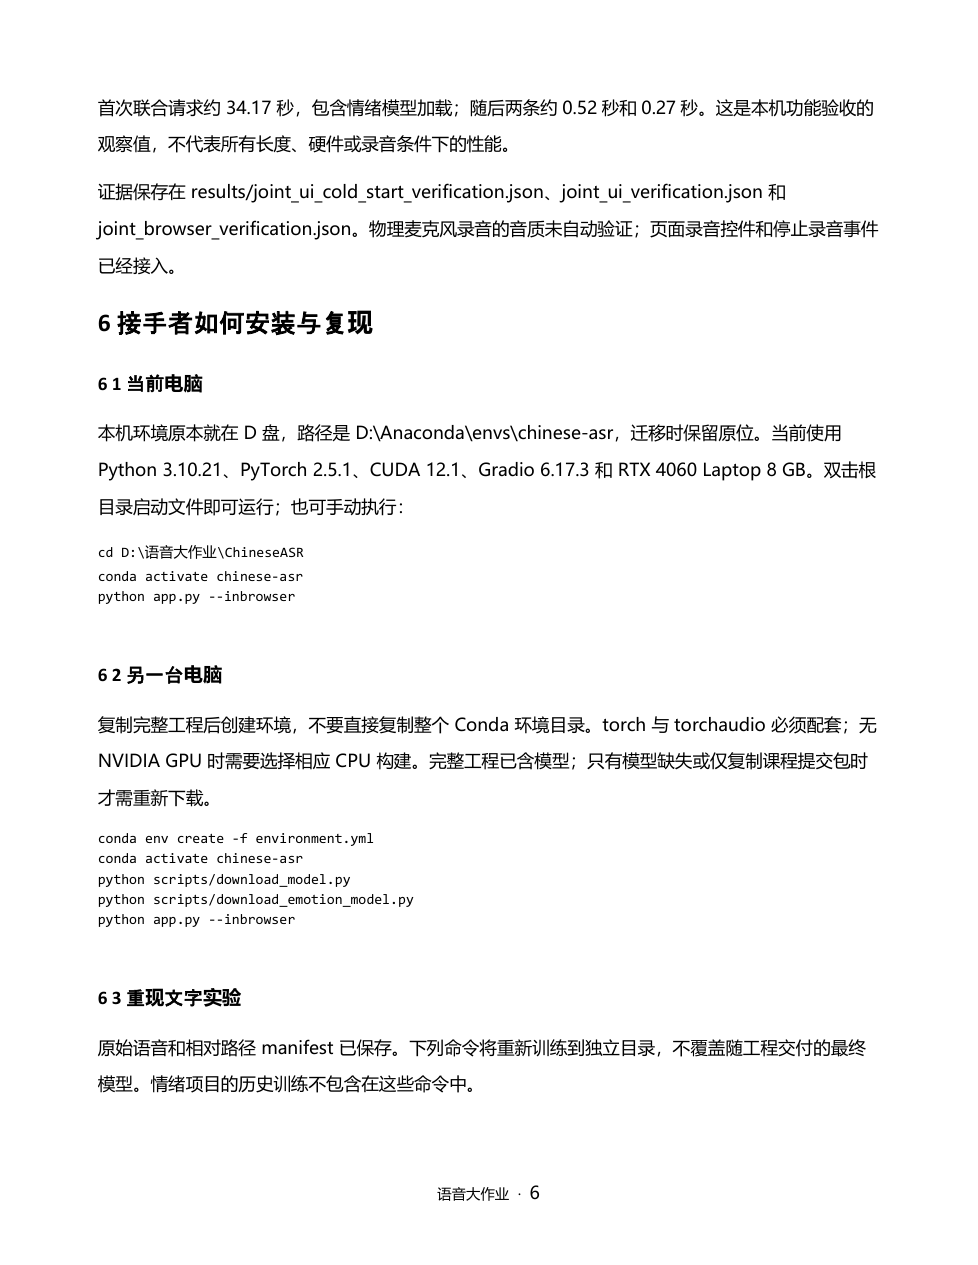 首次联合请求约 34.17 秒，包含情绪模型加载；随后两条约 0.52 秒和 0.27 秒。这是本机功能验收的
观察值，不代表所有长度、硬件或录音条件下的性能。
证据保存在 results/joint_ui_cold_start_verification.json、joint_ui_verification.json 和
joint_browser_verification.json。物理麦克风录音的音质未自动验证；页面录音控件和停止录音事件
已经接入。
6 接手者如何安装与复现
6 1 当前电脑
本机环境原本就在 D 盘，路径是 D:\Anaconda\envs\chinese-asr，迁移时保留原位。当前使用
Python 3.10.21、PyTorch 2.5.1、CUDA 12.1、Gradio 6.17.3 和 RTX 4060 Laptop 8 GB。双击根
目录启动文件即可运行；也可手动执行：
cd D:\语音大作业\ChineseASR
conda activate chinese-asr
python app.py --inbrowser
6 2 另一台电脑
复制完整工程后创建环境，不要直接复制整个 Conda 环境目录。torch 与 torchaudio 必须配套；无
NVIDIA GPU 时需要选择相应 CPU 构建。完整工程已含模型；只有模型缺失或仅复制课程提交包时
才需重新下载。
conda env create -f environment.yml
conda activate chinese-asr
python scripts/download_model.py
python scripts/download_emotion_model.py
python app.py --inbrowser
6 3 重现文字实验
原始语音和相对路径 manifest 已保存。下列命令将重新训练到独立目录，不覆盖随工程交付的最终
模型。情绪项目的历史训练不包含在这些命令中。
语音大作业 · 6